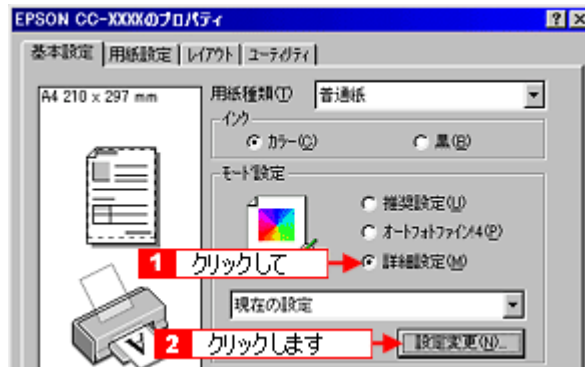 EPSON CC-XXXXのプロパティ
基本設定 用紙設定 レイアウト ユーティリティ
A4 210 x 297 mm
用紙種類(T) 普通紙
インク
カラー(C) 黒(B)
モード設定
推奨設定(U)
オートフォトファイン!4(P)
1 クリックして 詳細設定(M)
現在の設定
2 クリックします 設定変更(N)...